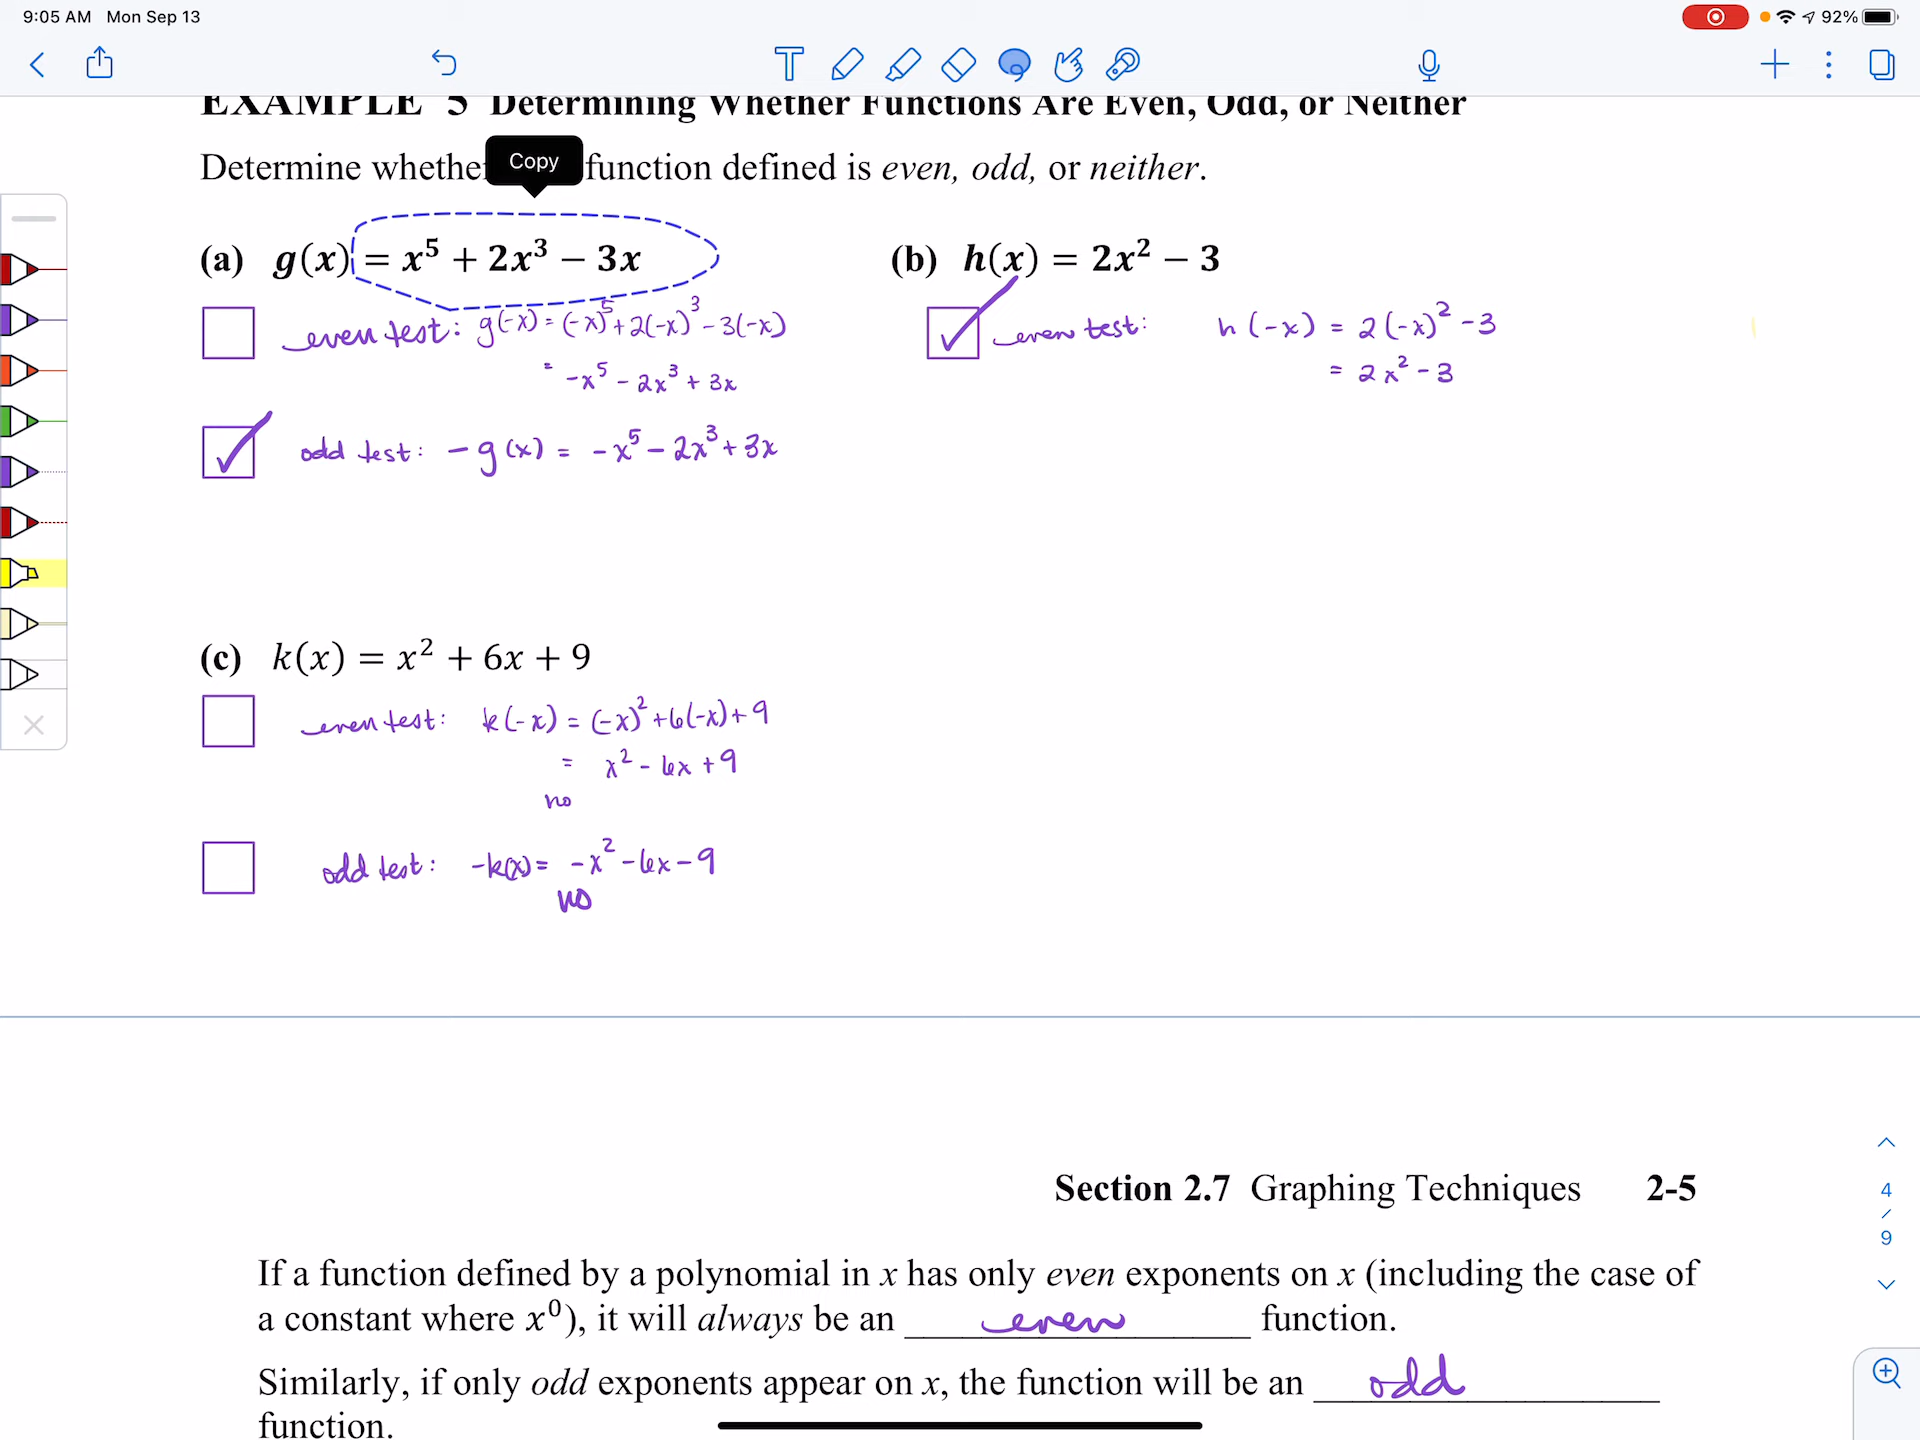 9:05 AM Mon Sep 13
92%
EXAMPLE 5 Determining Whether Functions Are Even, Odd, or Neither
Determine whether function defined is even, odd, or neither.
Copy
(a) g(x) = x⁵ + 2x³ − 3x
even test: g(-x) = (-x)⁵ + 2(-x)³ - 3(-x)
= -x⁵ - 2x³ + 3x
odd test: -g(x) = -x⁵ - 2x³ + 3x
(b) h(x) = 2x² − 3
even test: h(-x) = 2(-x)² - 3
= 2x² - 3
(c) k(x) = x² + 6x + 9
even test: k(-x) = (-x)² + 6(-x) + 9
= x² - 6x + 9
no
odd test: -k(x) = -x² - 6x - 9
no
Section 2.7 Graphing Techniques 2-5
4
/
9
If a function defined by a polynomial in x has only even exponents on x (including the case of
a constant where x⁰), it will always be an even function.
Similarly, if only odd exponents appear on x, the function will be an odd
function.